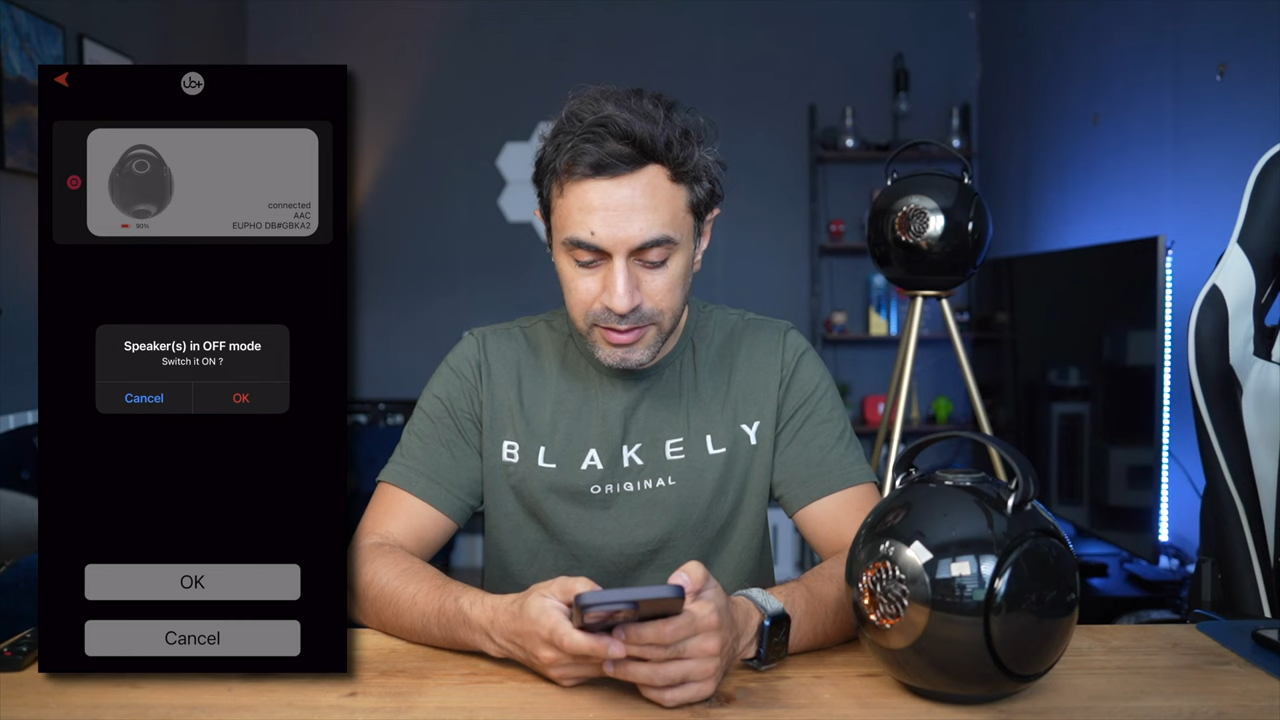 ub+
connected
AAC
90%
EUPHO DB#GBKA2
Speaker(s) in OFF mode
Switch it ON ?
Cancel
OK
OK
Cancel
BLAKELY
ORIGINAL